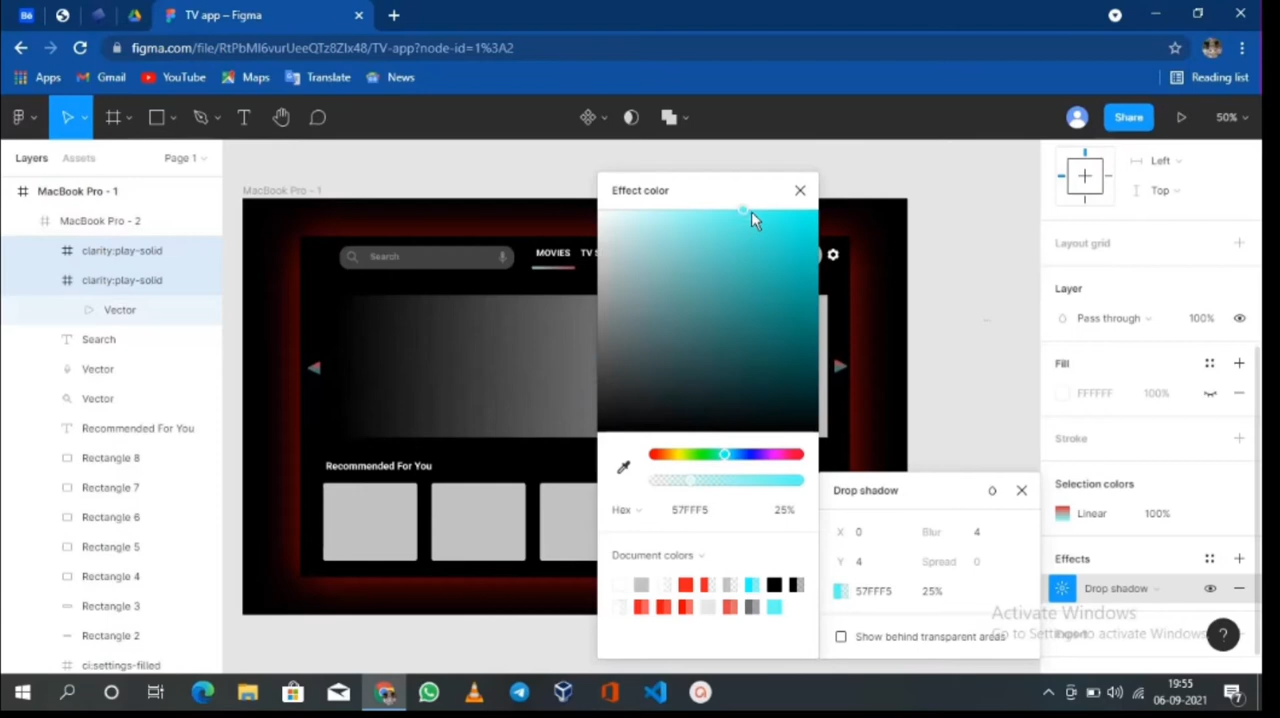 Bē
TV app – Figma
figma.com/file/RtPbMI6vurUeeQTz8ZIx48/TV-app?node-id=1%3A2
Apps Gmail YouTube Maps Translate News Reading list
Share
50%
Layers Assets Page 1
MacBook Pro - 1
MacBook Pro - 2
clarity:play-solid
clarity:play-solid
Vector
Search
Vector
Vector
Recommended For You
Rectangle 8
Rectangle 7
Rectangle 6
Rectangle 5
Rectangle 4
Rectangle 3
Rectangle 2
ci:settings-filled
MacBook Pro - 1
Search
MOVIES TV S
Recommended For You
Effect color
Hex 57FFF5 25%
Document colors
Drop shadow
X 0 Blur 4
Y 4 Spread 0
57FFF5 25%
Show behind transparent areas
Left
Top
Layout grid
Layer
Pass through 100%
Fill
FFFFFF 100%
Stroke
Selection colors
Linear 100%
Effects
Drop shadow
Export
Activate Windows
Go to Settings to activate Windows.
?
19:55
06-09-2021
7